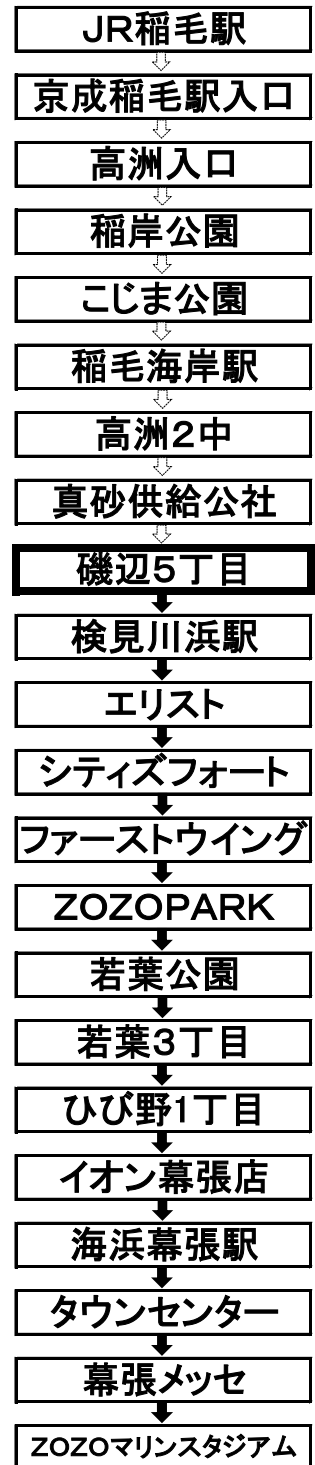 JR稲毛駅
京成稲毛駅入口
高洲入口
稲岸公園
こじま公園
稲毛海岸駅
高洲2中
真砂供給公社
磯辺5丁目
検見川浜駅
エリスト
シティズフォート
ファーストウイング
ZOZOPARK
若葉公園
若葉3丁目
ひび野1丁目
イオン幕張店
海浜幕張駅
タウンセンター
幕張メッセ
ZOZOマリンスタジアム